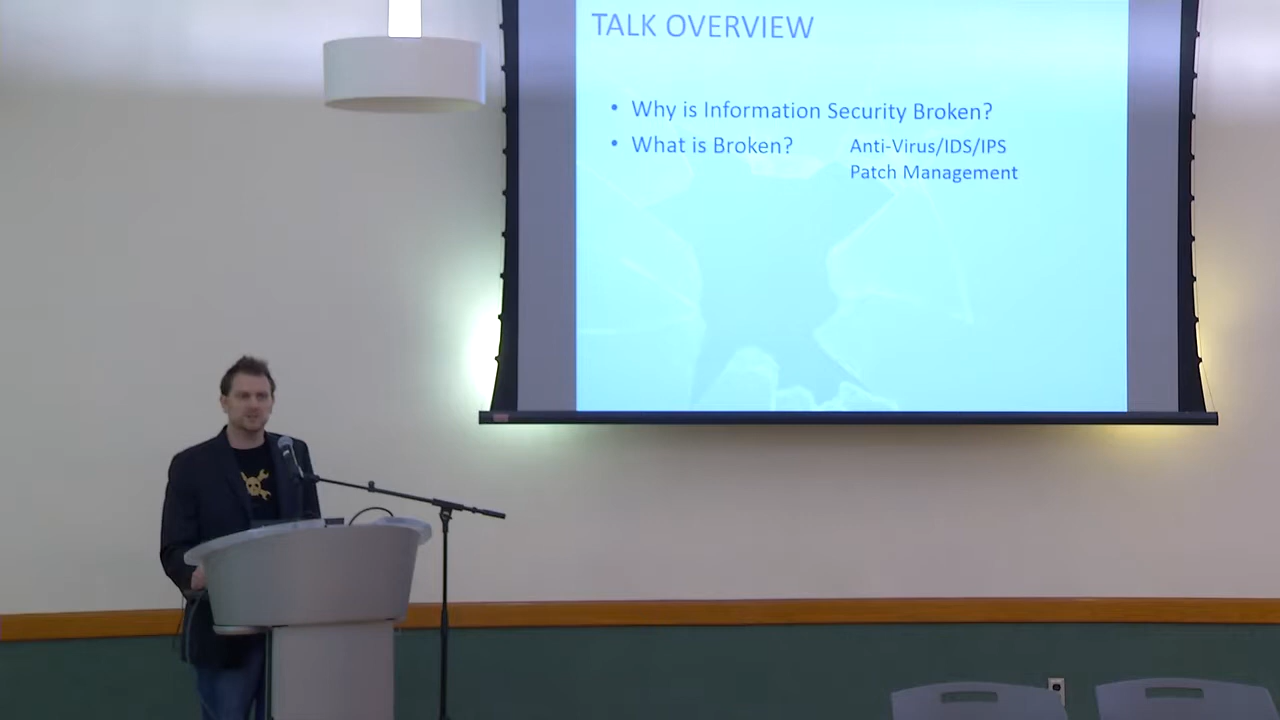 TALK OVERVIEW
• Why is Information Security Broken?
• What is Broken? Anti-Virus/IDS/IPS
Patch Management